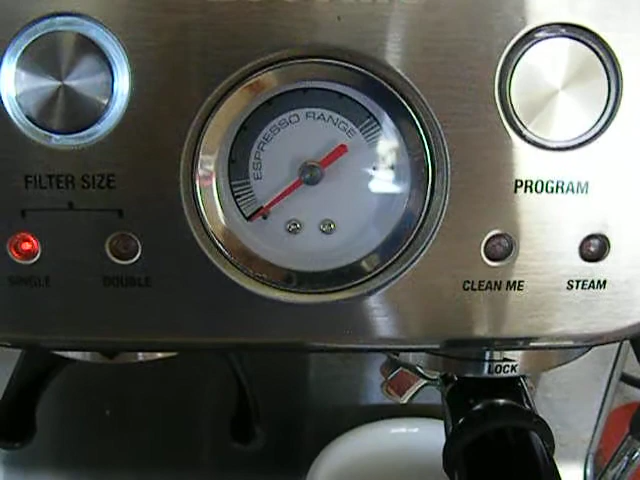 ESPRESSO RANGE
FILTER SIZE
PROGRAM
SINGLE
DOUBLE
CLEAN ME
STEAM
LOCK